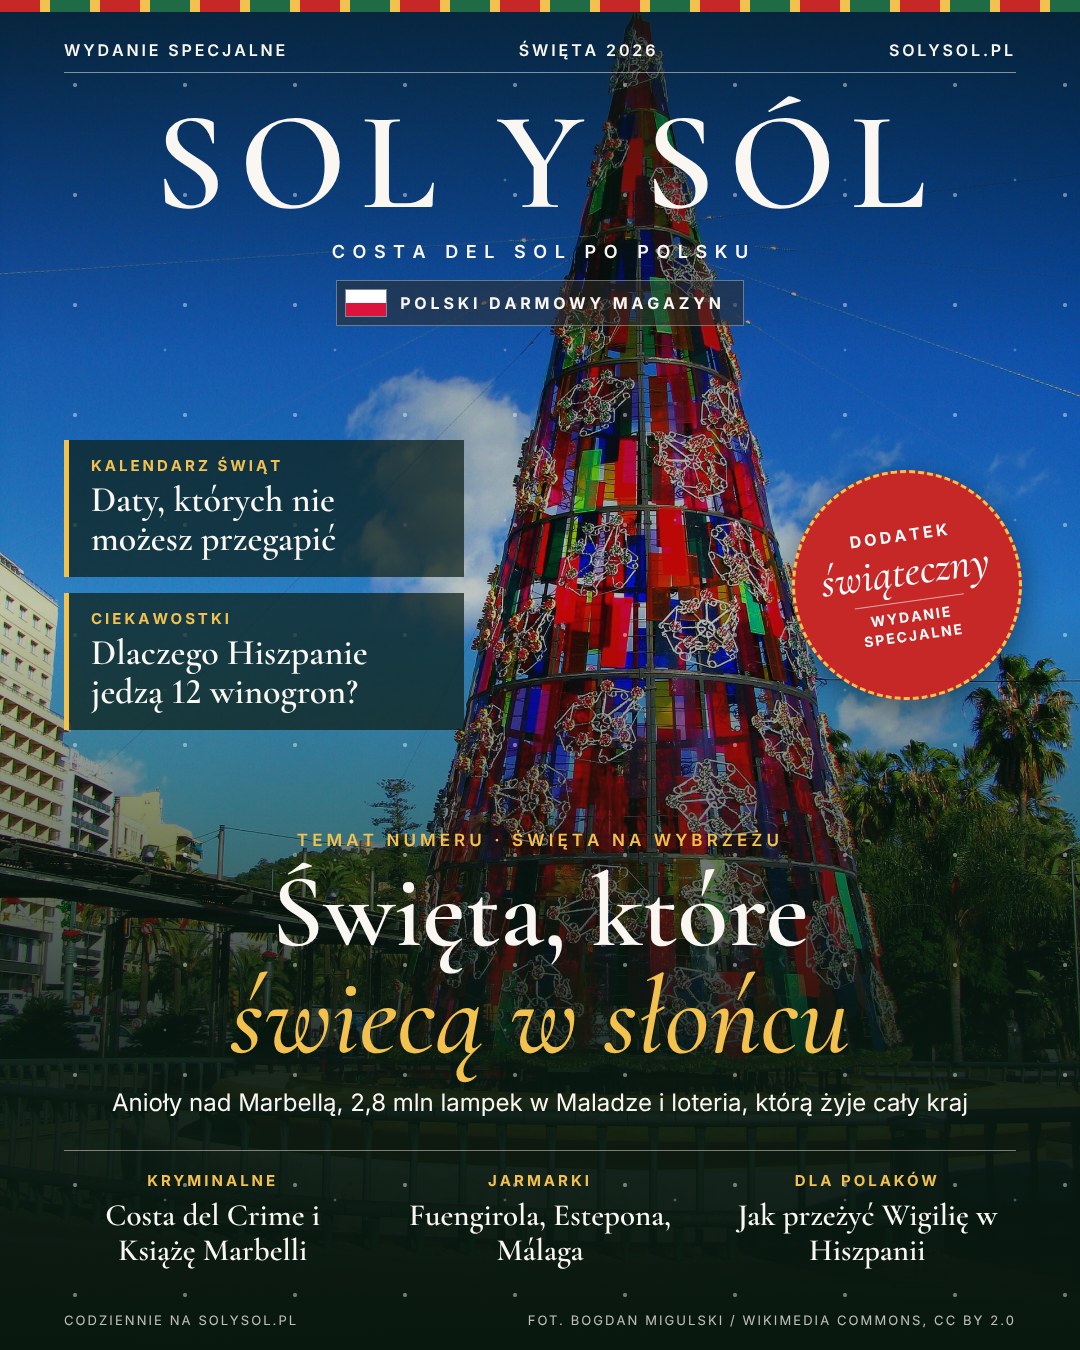 WYDANIE SPECJALNE
ŚWIĘTA 2026
SOLYSOL.PL
SOL Y SÓL
COSTA DEL SOL PO POLSKU
POLSKI DARMOWY MAGAZYN
KALENDARZ ŚWIĄT
Daty, których nie
możesz przegapić
CIEKAWOSTKI
Dlaczego Hiszpanie
jedzą 12 winogron?
DODATEK
świąteczny
WYDANIE
SPECJALNE
TEMAT NUMERU · ŚWIĘTA NA WYBRZEŻU
Święta, które
świecą w słońcu
Anioły nad Marbellą, 2,8 mln lampek w Maladze i loteria, którą żyje cały kraj
KRYMINALNE
Costa del Crime i
Książę Marbelli
JARMARKI
Fuengirola, Estepona,
Málaga
DLA POLAKÓW
Jak przeżyć Wigilię w
Hiszpanii
CODZIENNIE NA SOLYSOL.PL
FOT. BOGDAN MIGULSKI / WIKIMEDIA COMMONS, CC BY 2.0